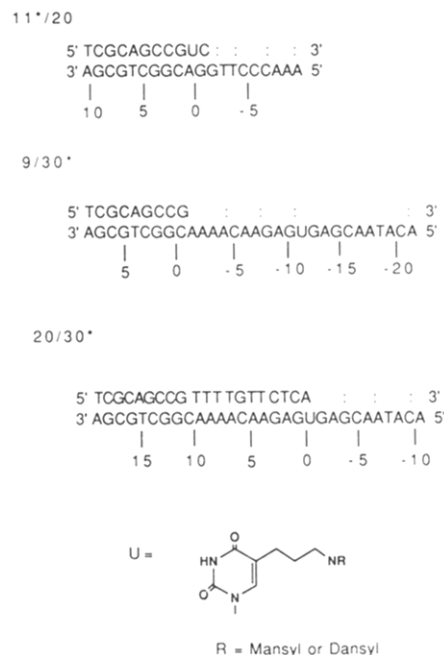 11*/20
5' TCGCAGCCGUC : : : : 3'
3' AGCGTCGGCAGGTTCCCAAA 5'
10 5 0 -5
9/30*
5' TCGCAGCCG : : : : 3'
3' AGCGTCGGCAAAACAAGAGUGAGCAATACA 5'
5 0 -5 -10 -15 -20
20/30*
5' TCGCAGCCG TTTTGTT CTCA : : : 3'
3' AGCGTCGGCAAAACAAGAGUGAGCAATACA 5'
15 10 5 0 -5 -10
U =
O
HN
NR
O
N
R = Mansyl or Dansyl